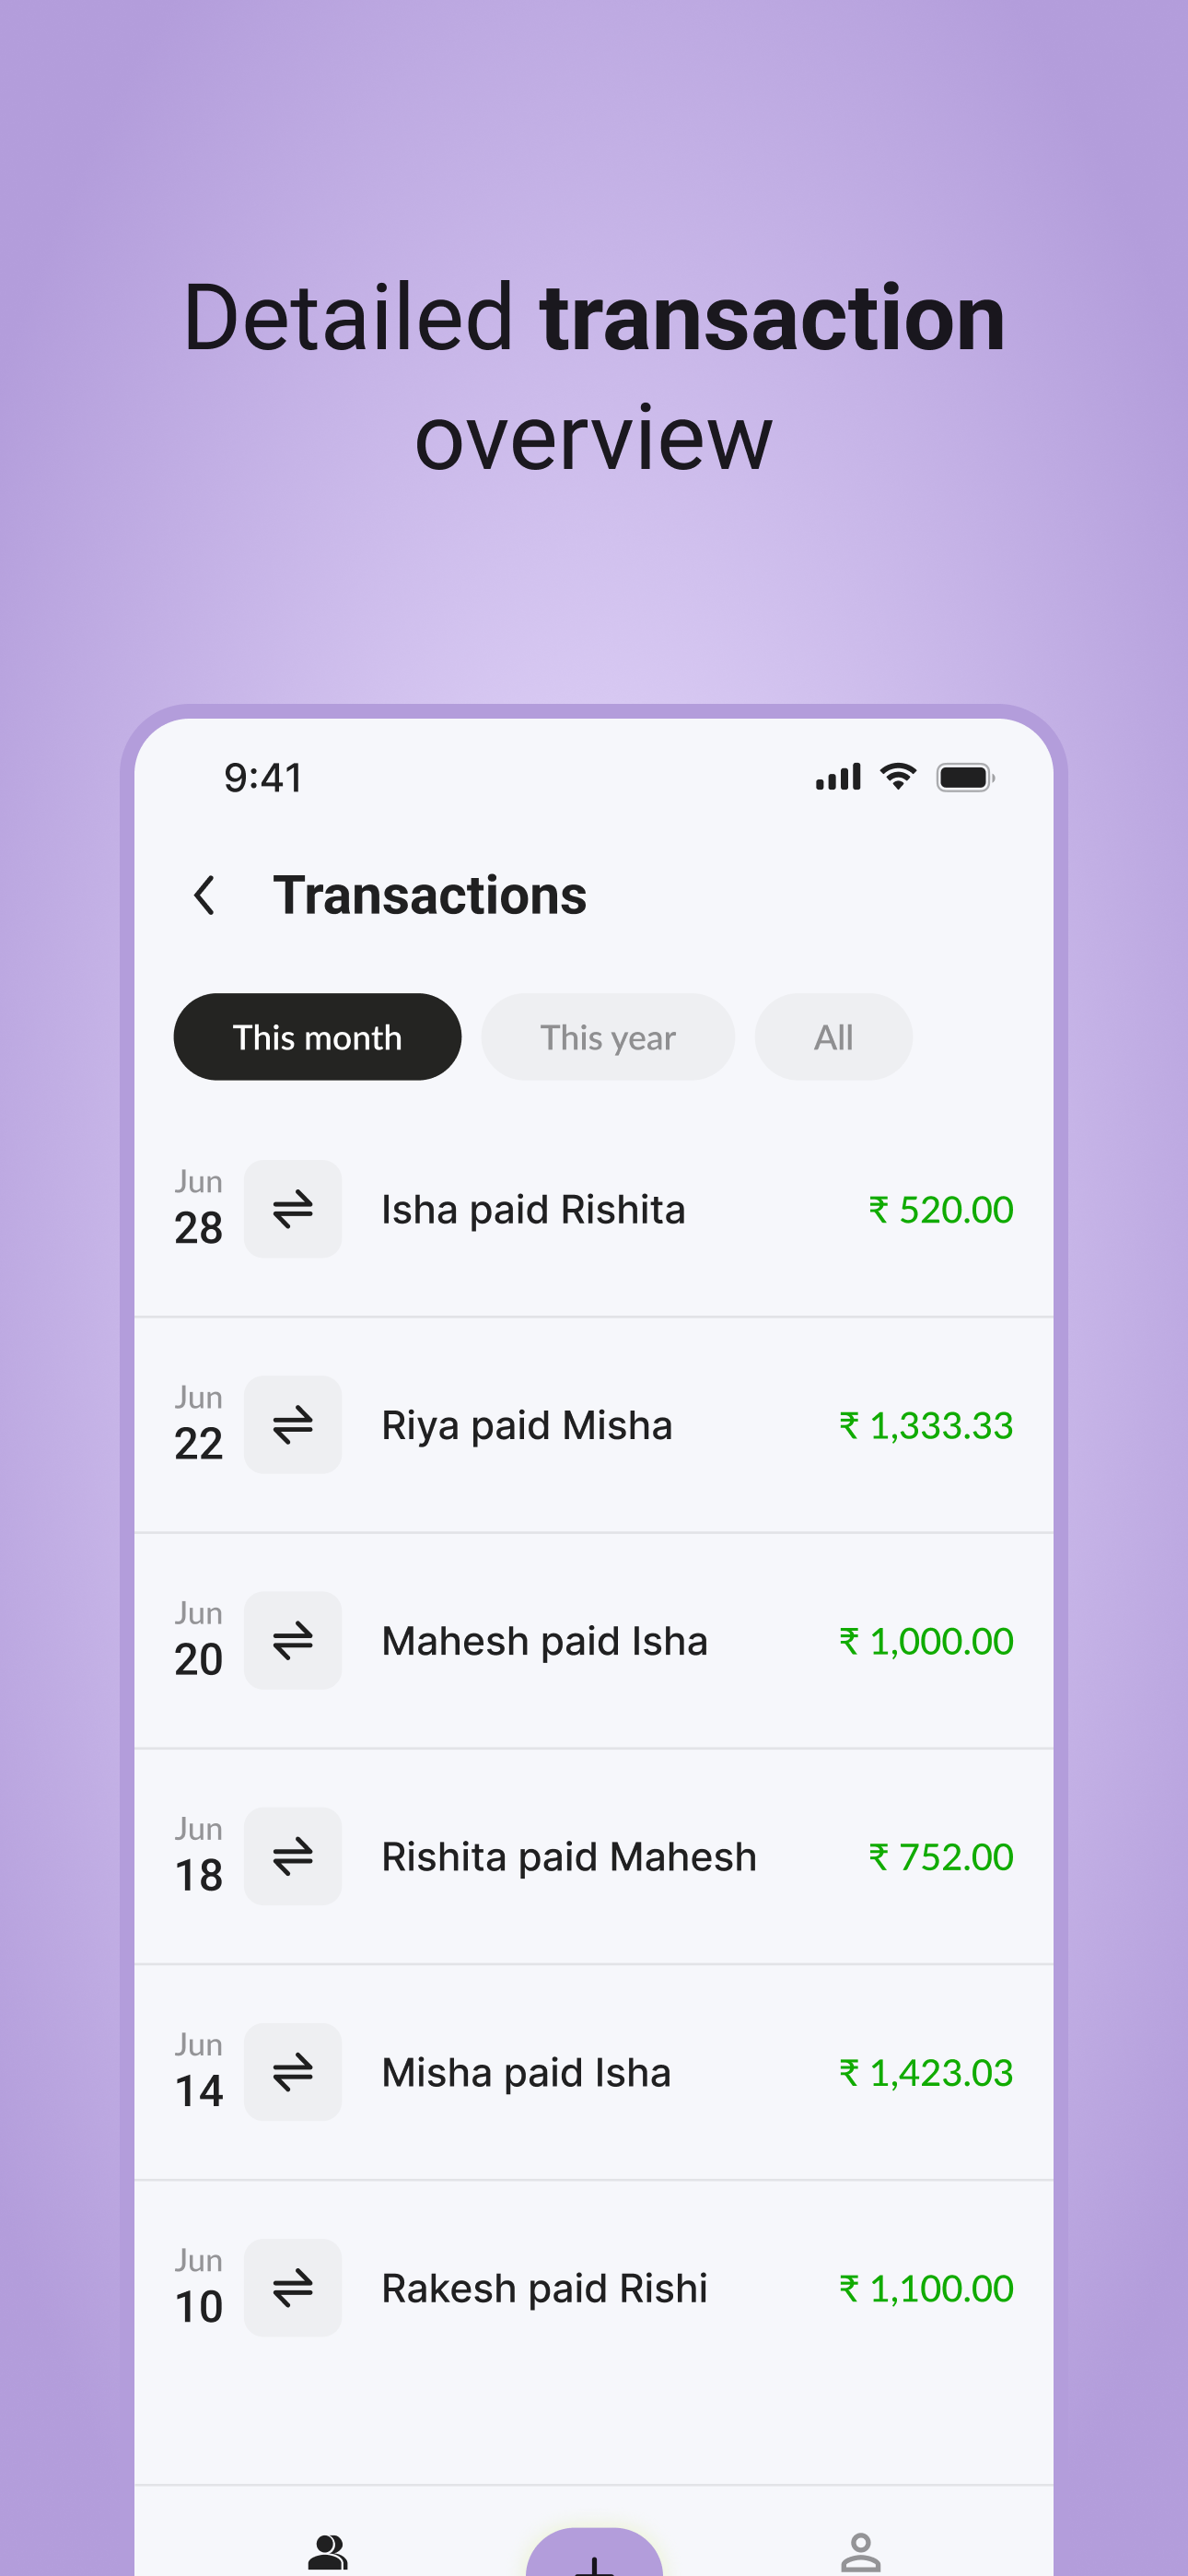 Detailed transaction
overview
9:41
Transactions
This month This year All
Jun
28
Isha paid Rishita ₹ 520.00
Jun
22
Riya paid Misha ₹ 1,333.33
Jun
20
Mahesh paid Isha ₹ 1,000.00
Jun
18
Rishita paid Mahesh ₹ 752.00
Jun
14
Misha paid Isha ₹ 1,423.03
Jun
10
Rakesh paid Rishi ₹ 1,100.00